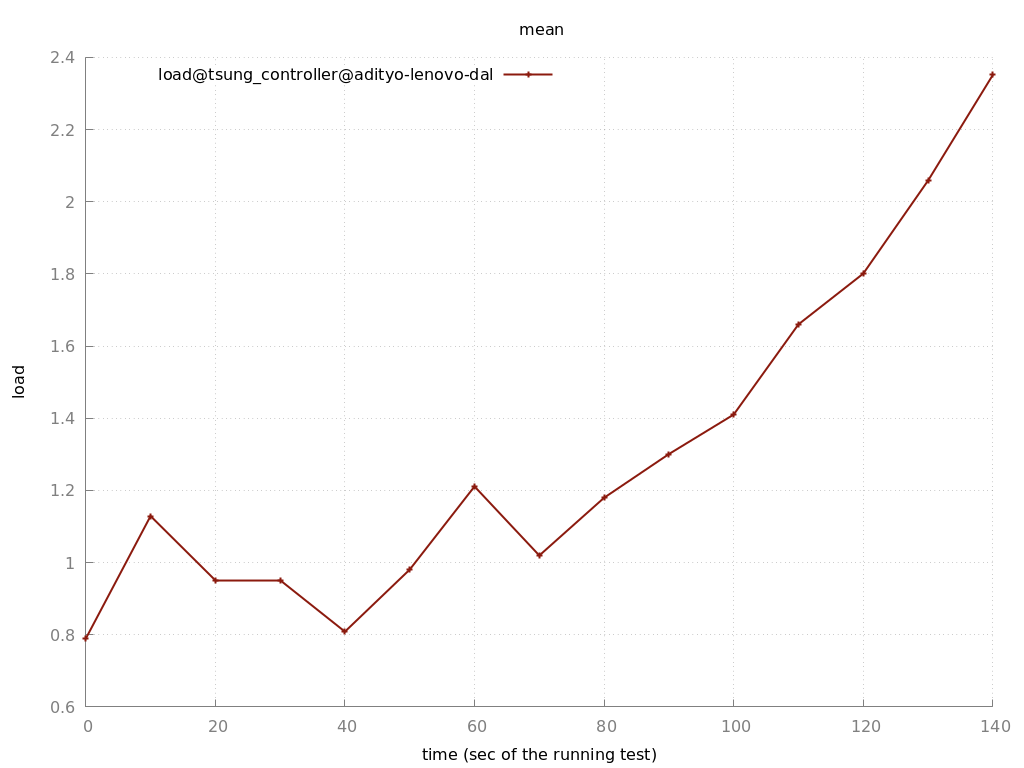 mean
load@tsung_controller@adityo-lenovo-dal
2.4
2.2
2
1.8
1.6
1.4
1.2
1
0.8
0.6
load
0 20 40 60 80 100 120 140
time (sec of the running test)